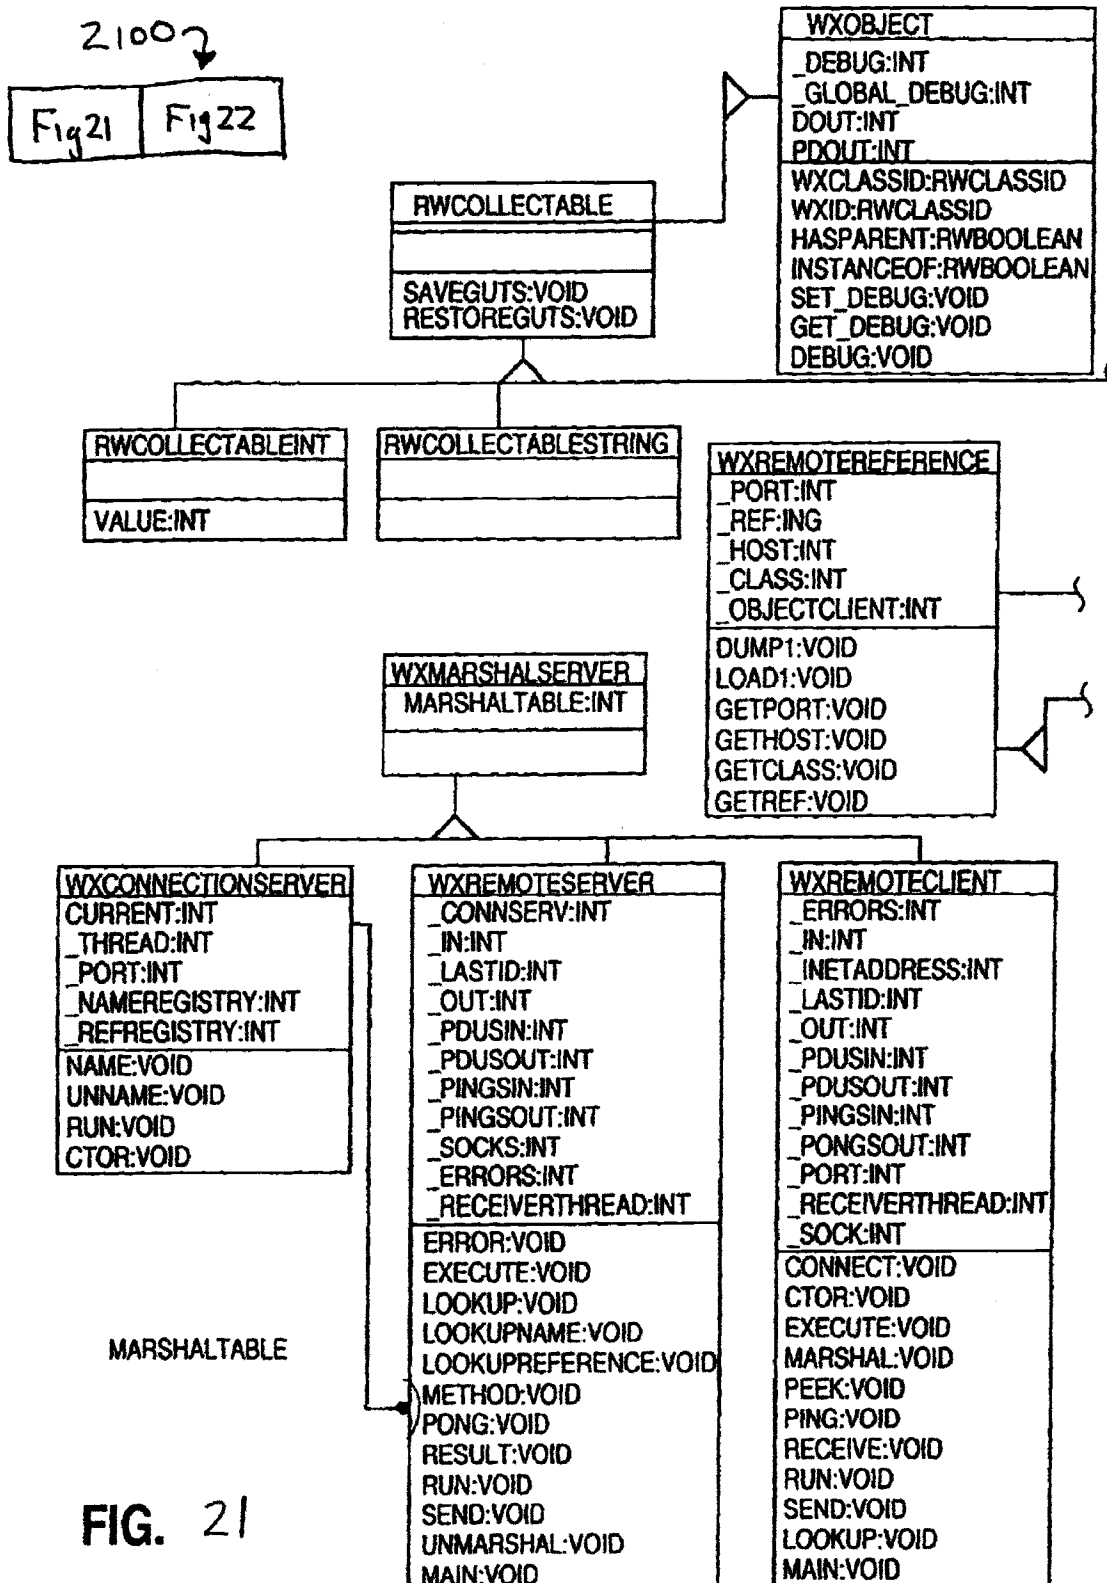 2100
Fig21
Fig22
WXOBJECT
_DEBUG:INT
_GLOBAL_DEBUG:INT
DOUT:INT
PDOUT:INT
WXCLASSID:RWCLASSID
WXID:RWCLASSID
HASPARENT:RWBOOLEAN
INSTANCEOF:RWBOOLEAN
SET_DEBUG:VOID
GET_DEBUG:VOID
DEBUG:VOID
RWCOLLECTABLE
SAVEGUTS:VOID
RESTOREGUTS:VOID
RWCOLLECTABLEINT
VALUE:INT
RWCOLLECTABLESTRING
WXREMOTEREFERENCE
_PORT:INT
_REF:ING
_HOST:INT
_CLASS:INT
_OBJECTCLIENT:INT
DUMP1:VOID
LOAD1:VOID
GETPORT:VOID
GETHOST:VOID
GETCLASS:VOID
GETREF:VOID
WXMARSHALSERVER
MARSHALTABLE:INT
WXCONNECTIONSERVER
CURRENT:INT
_THREAD:INT
_PORT:INT
_NAMEREGISTRY:INT
_REFREGISTRY:INT
NAME:VOID
UNNAME:VOID
RUN:VOID
CTOR:VOID
WXREMOTESERVER
_CONNSERV:INT
_IN:INT
_LASTID:INT
_OUT:INT
_PDUSIN:INT
_PDUSOUT:INT
_PINGSIN:INT
_PINGSOUT:INT
_SOCKS:INT
_ERRORS:INT
_RECEIVERTHREAD:INT
ERROR:VOID
EXECUTE:VOID
LOOKUP:VOID
LOOKUPNAME:VOID
LOOKUPREFERENCE:VOID
METHOD:VOID
PONG:VOID
RESULT:VOID
RUN:VOID
SEND:VOID
UNMARSHAL:VOID
MAIN:VOID
WXREMOTECLIENT
_ERRORS:INT
_IN:INT
_INETADDRESS:INT
_LASTID:INT
_OUT:INT
_PDUSIN:INT
_PDUSOUT:INT
_PINGSIN:INT
_PONGSOUT:INT
_PORT:INT
_RECEIVERTHREAD:INT
_SOCK:INT
CONNECT:VOID
CTOR:VOID
EXECUTE:VOID
MARSHAL:VOID
PEEK:VOID
PING:VOID
RECEIVE:VOID
RUN:VOID
SEND:VOID
LOOKUP:VOID
MAIN:VOID
MARSHALTABLE
FIG. 21